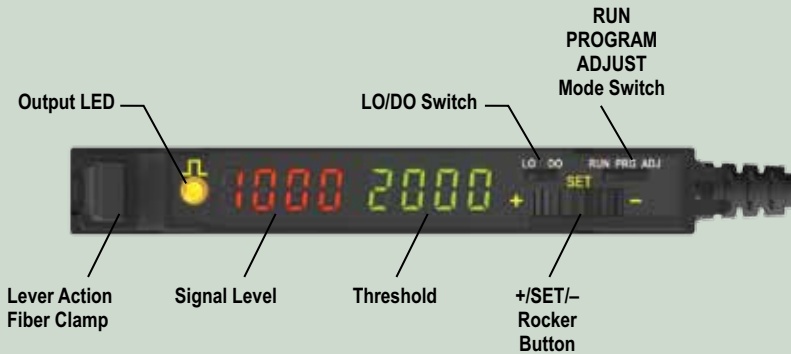 RUN
PROGRAM
ADJUST
Mode Switch
Output LED
LO/DO Switch
LO DO RUN PRG ADJ
SET
1000 2000 + –
Lever Action
Fiber Clamp
Signal Level
Threshold
+/SET/–
Rocker
Button